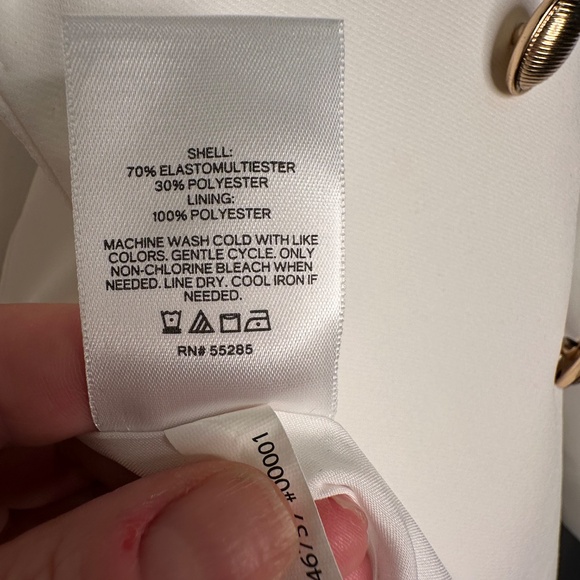 SHELL:
70% ELASTOMULTIESTER
30% POLYESTER
LINING:
100% POLYESTER
MACHINE WASH COLD WITH LIKE
COLORS. GENTLE CYCLE. ONLY
NON-CHLORINE BLEACH WHEN
NEEDED. LINE DRY. COOL IRON IF
NEEDED.
RN# 55285
#00001